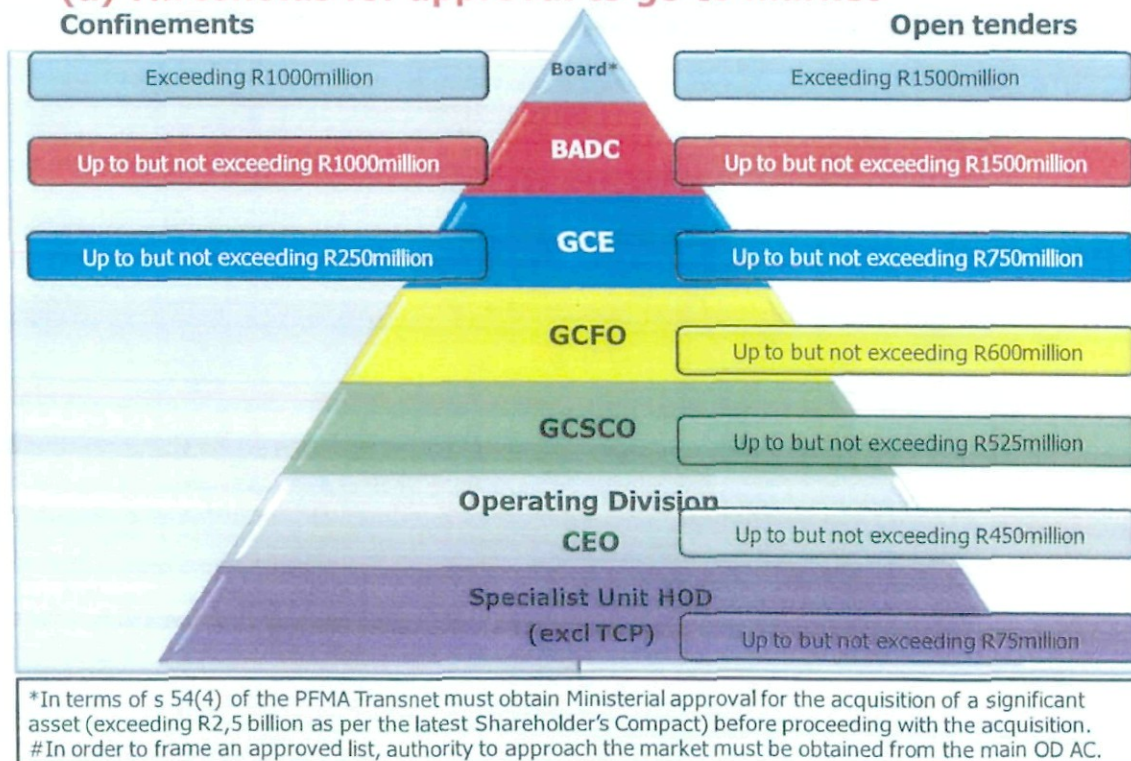 Confinements
Open tenders
Board*
Exceeding R1000million
Exceeding R1500million
BADC
Up to but not exceeding R1000million
Up to but not exceeding R1500million
GCE
Up to but not exceeding R250million
Up to but not exceeding R750million
GCFO
Up to but not exceeding R600million
GCSCO
Up to but not exceeding R525million
Operating Division
CEO
Up to but not exceeding R450million
Specialist Unit HOD
(excl TCP)
Up to but not exceeding R75million
*In terms of s 54(4) of the PFMA Transnet must obtain Ministerial approval for the acquisition of a significant
asset (exceeding R2,5 billion as per the latest Shareholder's Compact) before proceeding with the acquisition.
#In order to frame an approved list, authority to approach the market must be obtained from the main OD AC.